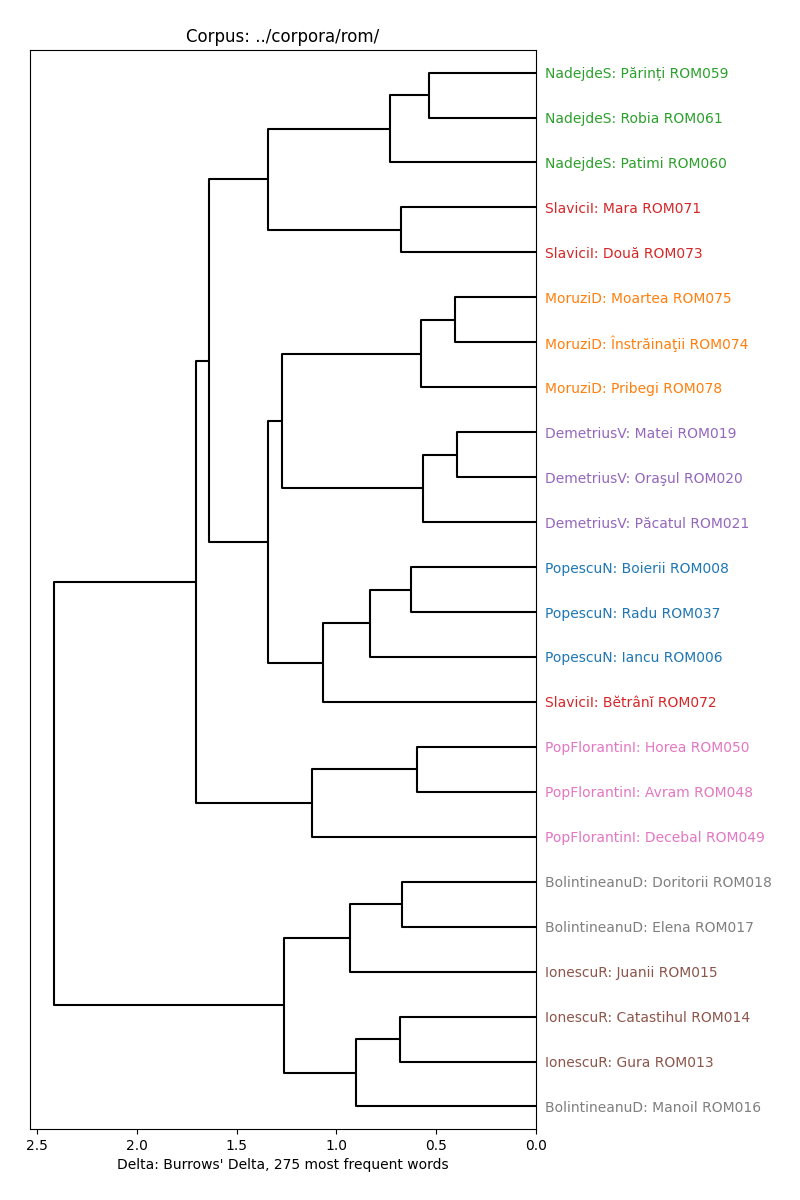 Corpus: ../corpora/rom/
NadejdeS: Părinți ROM059
NadejdeS: Robia ROM061
NadejdeS: Patimi ROM060
SlaviciI: Mara ROM071
SlaviciI: Două ROM073
MoruziD: Moartea ROM075
MoruziD: Înstrăinaţii ROM074
MoruziD: Pribegi ROM078
DemetriusV: Matei ROM019
DemetriusV: Oraşul ROM020
DemetriusV: Păcatul ROM021
PopescuN: Boierii ROM008
PopescuN: Radu ROM037
PopescuN: Iancu ROM006
SlaviciI: Bĕtrânĭ ROM072
PopFlorantinI: Horea ROM050
PopFlorantinI: Avram ROM048
PopFlorantinI: Decebal ROM049
BolintineanuD: Doritorii ROM018
BolintineanuD: Elena ROM017
IonescuR: Juanii ROM015
IonescuR: Catastihul ROM014
IonescuR: Gura ROM013
BolintineanuD: Manoil ROM016
2.5 2.0 1.5 1.0 0.5 0.0
Delta: Burrows' Delta, 275 most frequent words